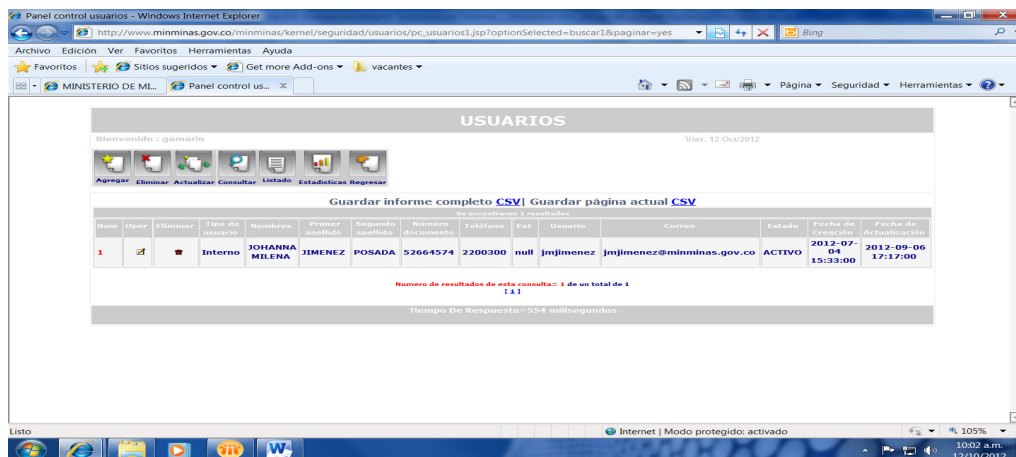 Panel control usuarios - Windows Internet Explorer
http://www.minminas.gov.co/minminas/kernel/seguridad/usuarios/pc_usuarios1.jsp?optionSelected=buscar1&paginar=yes
Bing
Archivo Edición Ver Favoritos Herramientas Ayuda
Favoritos Sitios sugeridos Get more Add-ons vacantes
MINISTERIO DE MI... Panel control us... X Página Seguridad Herramientas
USUARIOS
Bienvenido : gamarin Vier. 12 Oct/2012
Agregar Eliminar Actualizar Consultar Listado Estadisticas Regresar
Guardar informe completo CSV| Guardar página actual CSV
Se encontraron 1 resultados
Num Oper Eliminar Tipo de usuario Nombres Primer apellido Segundo apellido Número documento Teléfono Ext Usuario Correo Estado Fecha de Creación Fecha de Actualización
1 Interno JOHANNA MILENA JIMENEZ POSADA 52664574 2200300 null jmjimenez jmjimenez@minminas.gov.co ACTIVO 2012-07-04 15:33:00 2012-09-06 17:17:00
Numero de resultados de esta consulta= 1 de un total de 1
[ 1 ]
Tiempo De Respuesta=554 milisegundos
Listo Internet | Modo protegido: activado 105%
10:02 a.m.
12/10/2012